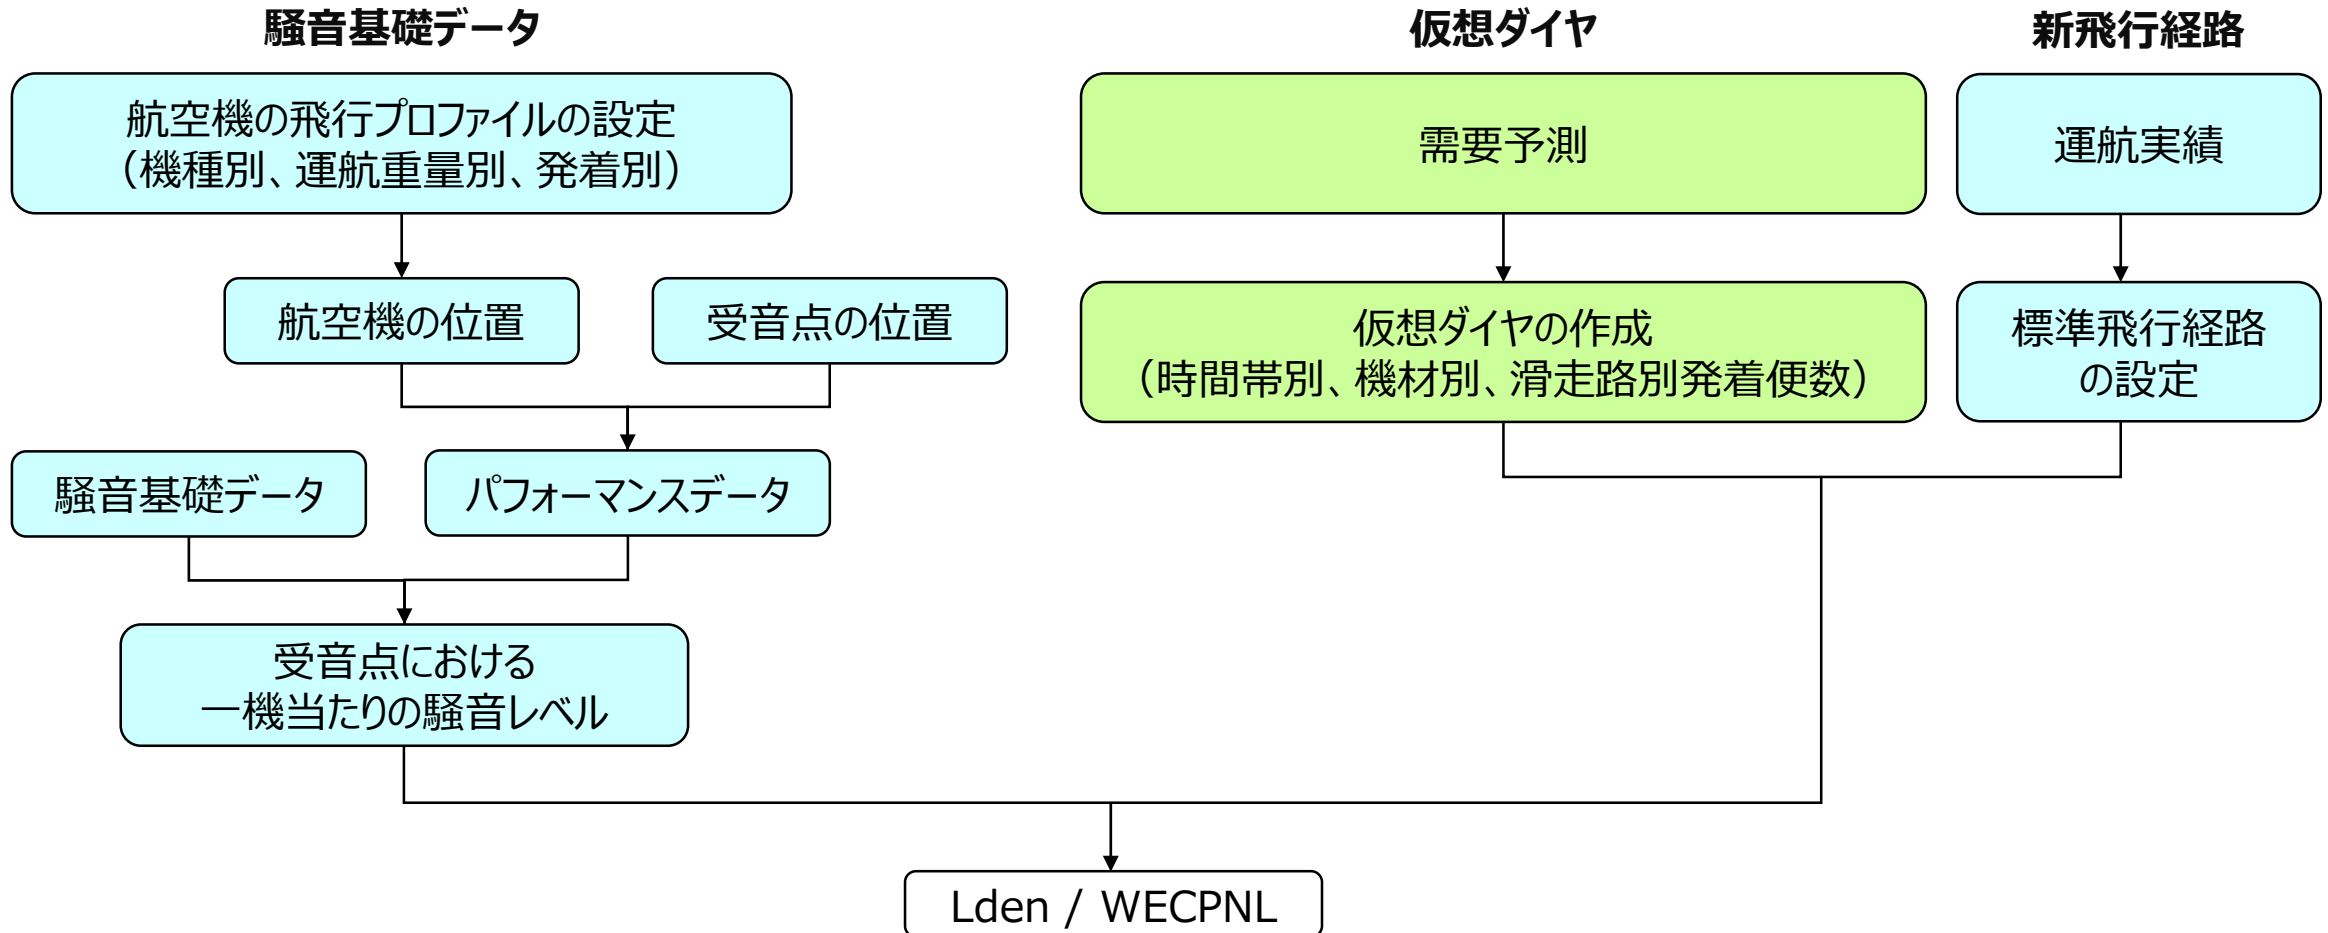 騒音基礎データ
仮想ダイヤ
新飛行経路
航空機の飛行プロファイルの設定
（機種別、運航重量別、発着別）
需要予測
運航実績
航空機の位置
受音点の位置
仮想ダイヤの作成
（時間帯別、機材別、滑走路別発着便数）
標準飛行経路
の設定
騒音基礎データ
パフォーマンスデータ
受音点における
一機当たりの騒音レベル
Lden / WECPNL